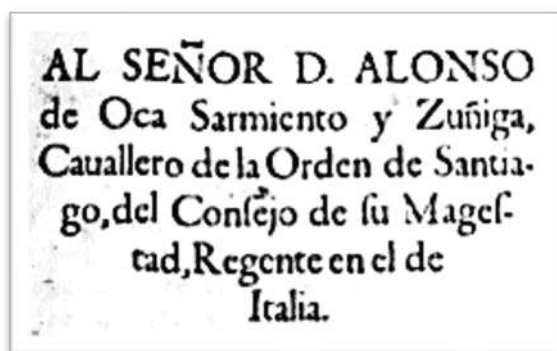 AL SEÑOR D. ALONSO
de Oca Sarmiento y Zuñiga,
Cauallero de la Orden de Santia-
go,del Conſejo de ſu Mageſ-
tad,Regente en el de
Italia.